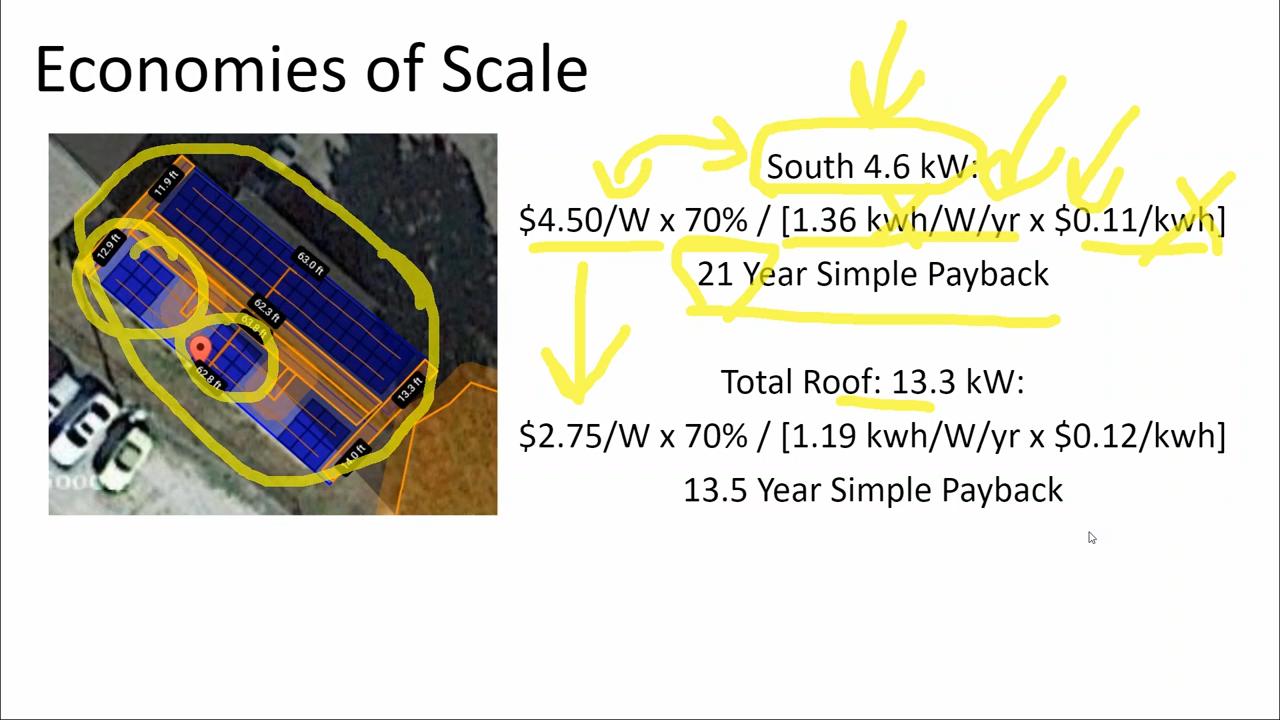 Economies of Scale
11.9 ft
12.9 ft
63.0 ft
62.3 ft
63.8 ft
62.8 ft
13.3 ft
14.0 ft
South 4.6 kW:
$4.50/W x 70% / [1.36 kwh/W/yr x $0.11/kwh]
21 Year Simple Payback
Total Roof: 13.3 kW:
$2.75/W x 70% / [1.19 kwh/W/yr x $0.12/kwh]
13.5 Year Simple Payback